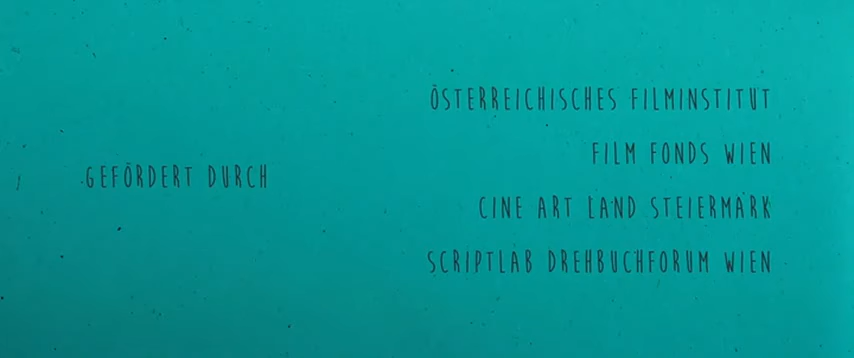 GEFÖRDERT DURCH
ÖSTERREICHISCHES FILMINSTITUT
FILM FONDS WIEN
CINE ART LAND STEIERMARK
SCRIPTLAB DREHBUCHFORUM WIEN